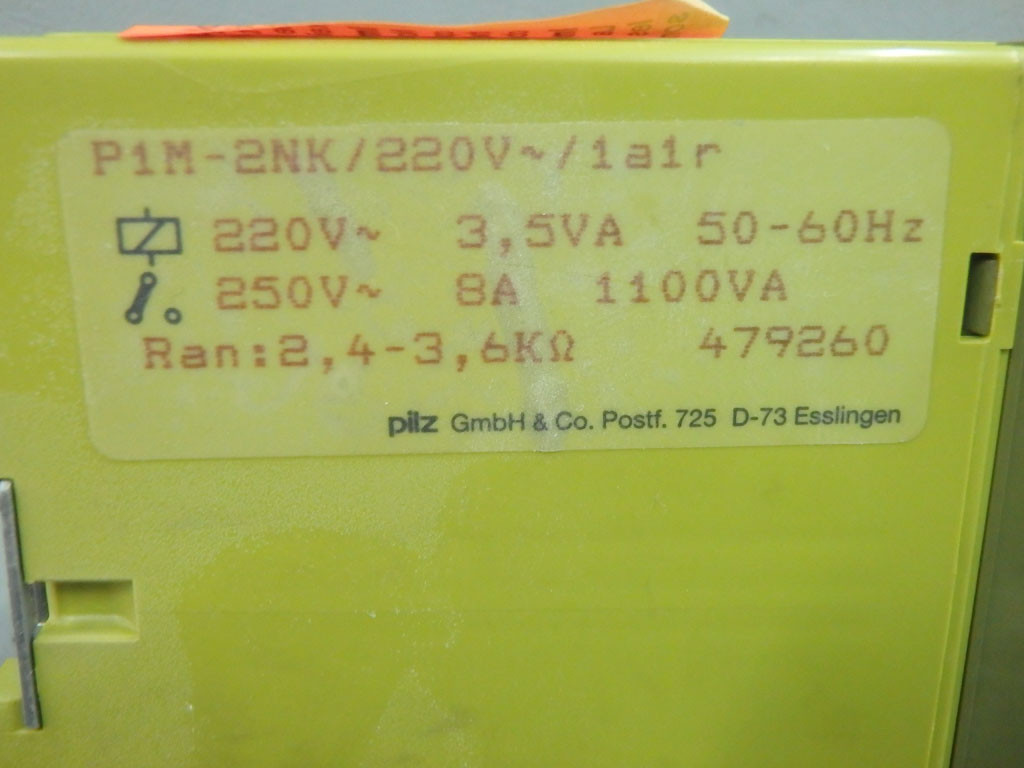 P1M-2NK/220V~/1a1r
220V~ 3,5VA 50-60Hz
250V~ 8A 1100VA
Ran:2,4-3,6KΩ 479260
pilz GmbH & Co. Postf. 725 D-73 Esslingen